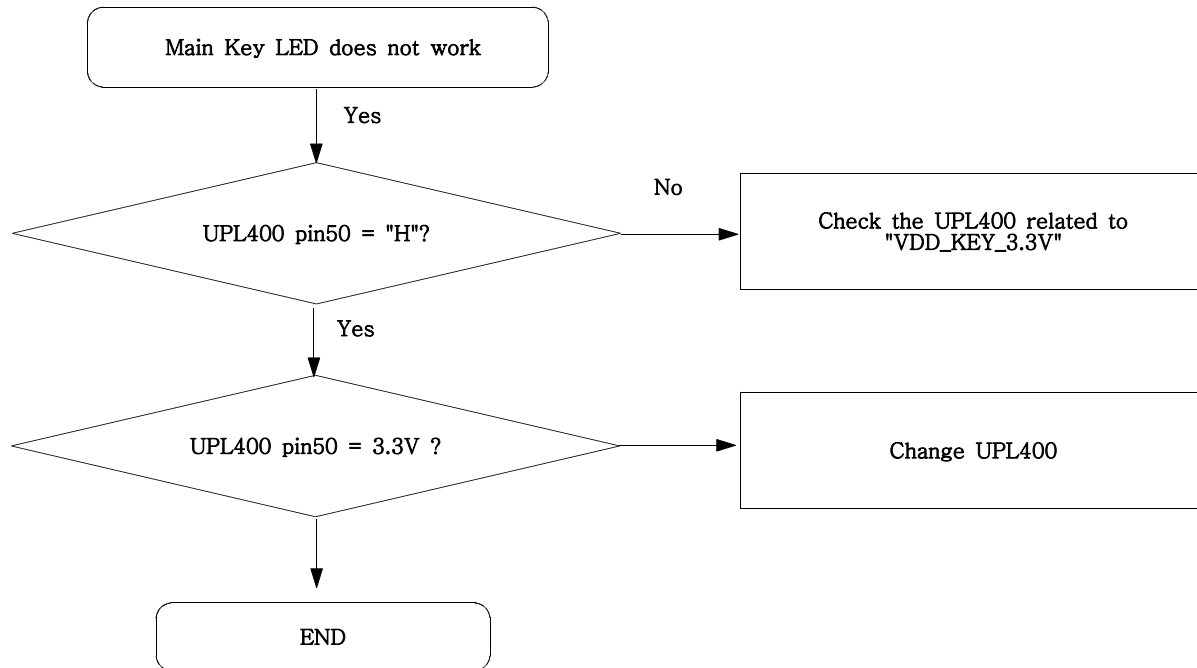 Main Key LED does not work
Yes
UPL400 pin50 = "H"?
No
Check the UPL400 related to
"VDD_KEY_3.3V"
Yes
UPL400 pin50 = 3.3V ?
Change UPL400
END